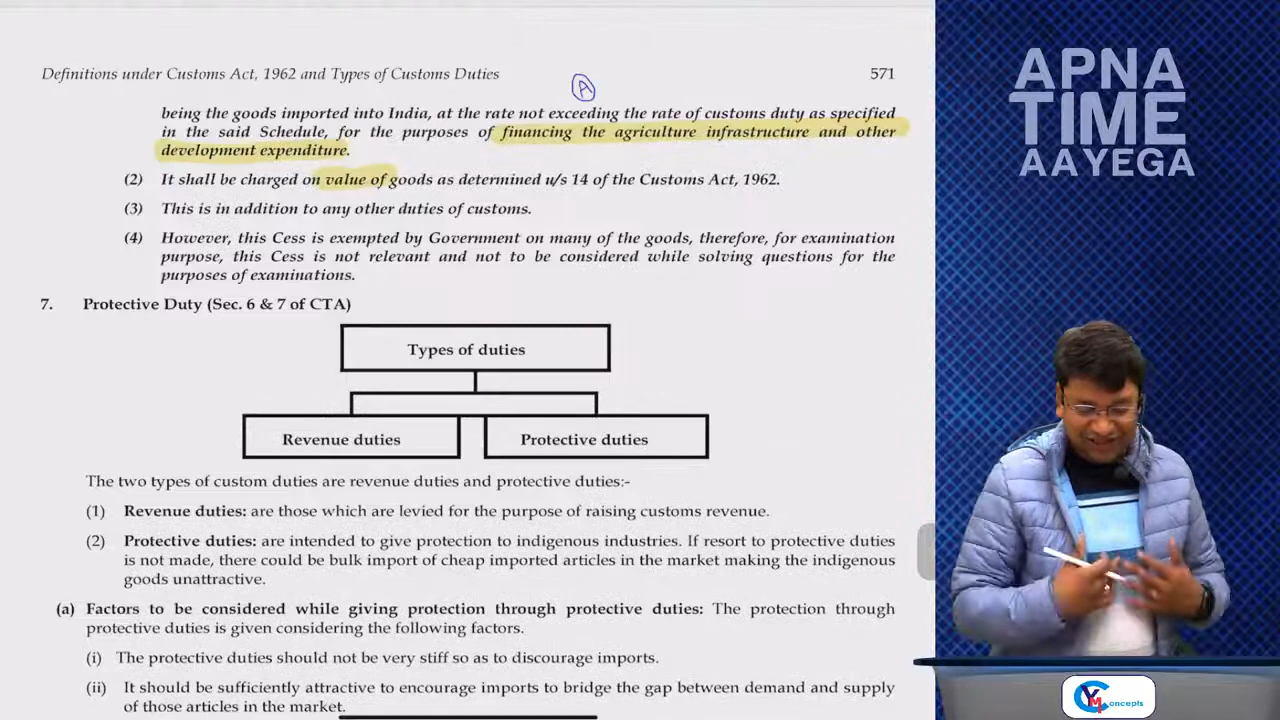 Definitions under Customs Act, 1962 and Types of Customs Duties 571
A
being the goods imported into India, at the rate not exceeding the rate of customs duty as specified
in the said Schedule, for the purposes of financing the agriculture infrastructure and other
development expenditure.
(2) It shall be charged on value of goods as determined u/s 14 of the Customs Act, 1962.
(3) This is in addition to any other duties of customs.
(4) However, this Cess is exempted by Government on many of the goods, therefore, for examination
purpose, this Cess is not relevant and not to be considered while solving questions for the
purposes of examinations.
7. Protective Duty (Sec. 6 & 7 of CTA)
Types of duties
Revenue duties Protective duties
The two types of custom duties are revenue duties and protective duties:-
(1) Revenue duties: are those which are levied for the purpose of raising customs revenue.
(2) Protective duties: are intended to give protection to indigenous industries. If resort to protective duties
is not made, there could be bulk import of cheap imported articles in the market making the indigenous
goods unattractive.
(a) Factors to be considered while giving protection through protective duties: The protection through
protective duties is given considering the following factors.
(i) The protective duties should not be very stiff so as to discourage imports.
(ii) It should be sufficiently attractive to encourage imports to bridge the gap between demand and supply
of those articles in the market.
APNA
TIME
AAYEGA
YM Concepts